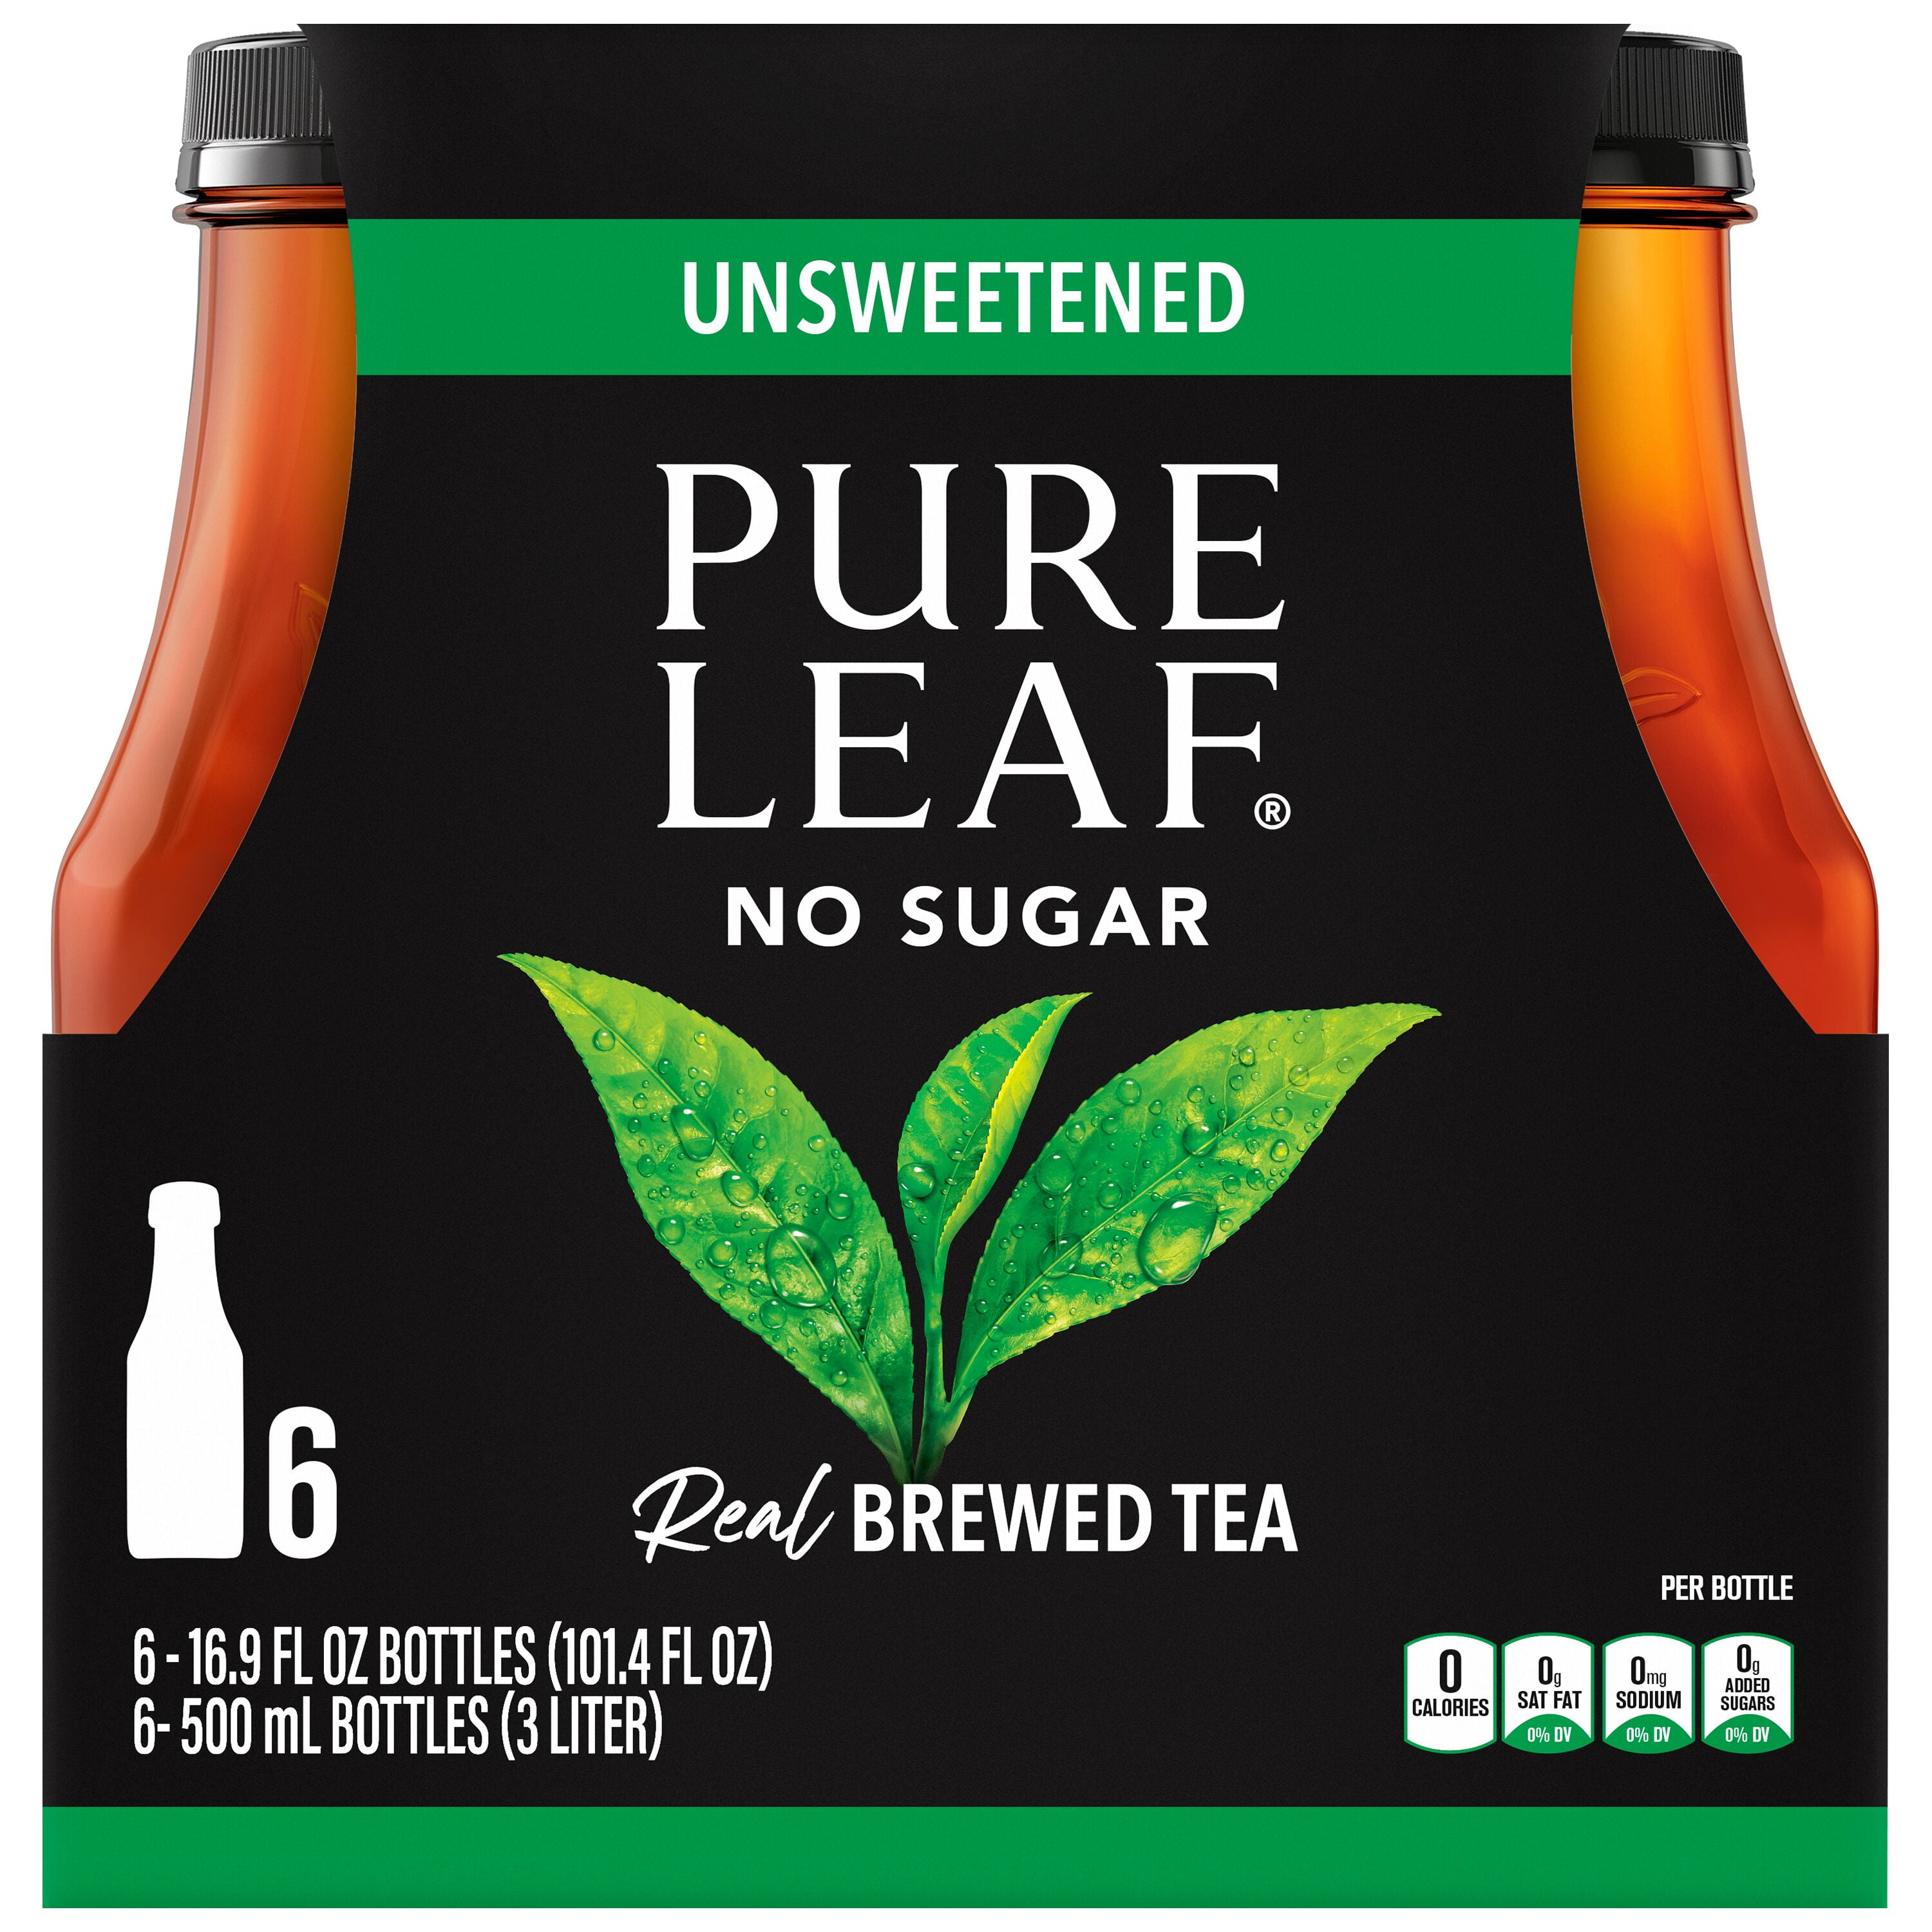 UNSWEETENED
PURE
LEAF®
NO SUGAR
6
Real BREWED TEA
6 - 16.9 FL OZ BOTTLES (101.4 FL OZ)
6- 500 mL BOTTLES (3 LITER)
PER BOTTLE
0
CALORIES
0g
SAT FAT
0% DV
0mg
SODIUM
0% DV
0g
ADDED
SUGARS
0% DV